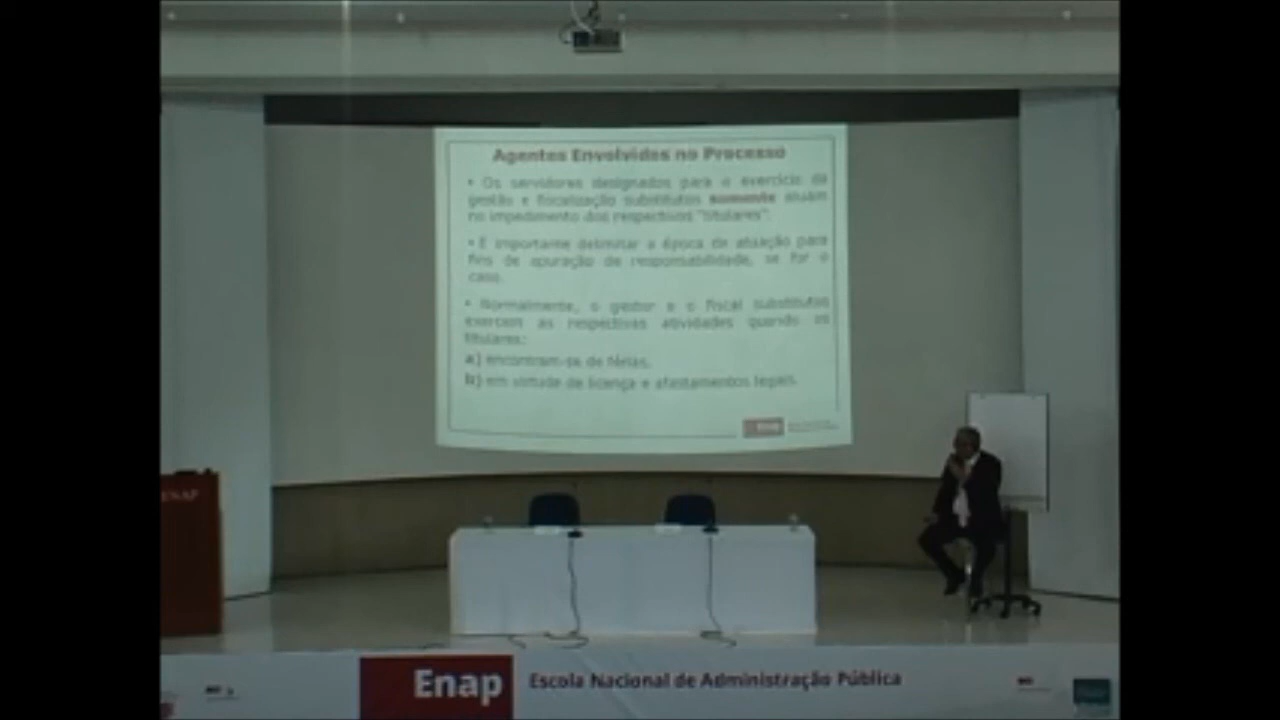 Agentes Envolvidos no Processo
• Os servidores designados para o exercício da
gestão e fiscalização substitutos somente atuam
no impedimento dos respectivos "titulares".
• É importante delimitar a época de atuação para
fins de apuração de responsabilidade, se for o
caso.
• Normalmente, o gestor e o fiscal substitutos
exercem as respectivas atividades quando os
titulares:
a) encontram-se de férias.
b) em virtude de licença e afastamentos legais.
Enap
ENAP
Enap Escola Nacional de Administração Pública